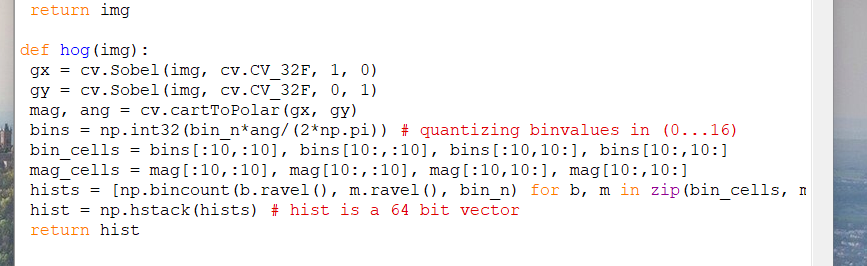 return img
def hog(img):
gx = cv.Sobel(img, cv.CV_32F, 1, 0)
gy = cv.Sobel(img, cv.CV_32F, 0, 1)
mag, ang = cv.cartToPolar(gx, gy)
bins = np.int32(bin_n*ang/(2*np.pi)) # quantizing binvalues in (0...16)
bin_cells = bins[:10,:10], bins[10:,:10], bins[:10,10:], bins[10:,10:]
mag_cells = mag[:10,:10], mag[10:,:10], mag[:10,10:], mag[10:,10:]
hists = [np.bincount(b.ravel(), m.ravel(), bin_n) for b, m in zip(bin_cells,
hist = np.hstack(hists) # hist is a 64 bit vector
return hist